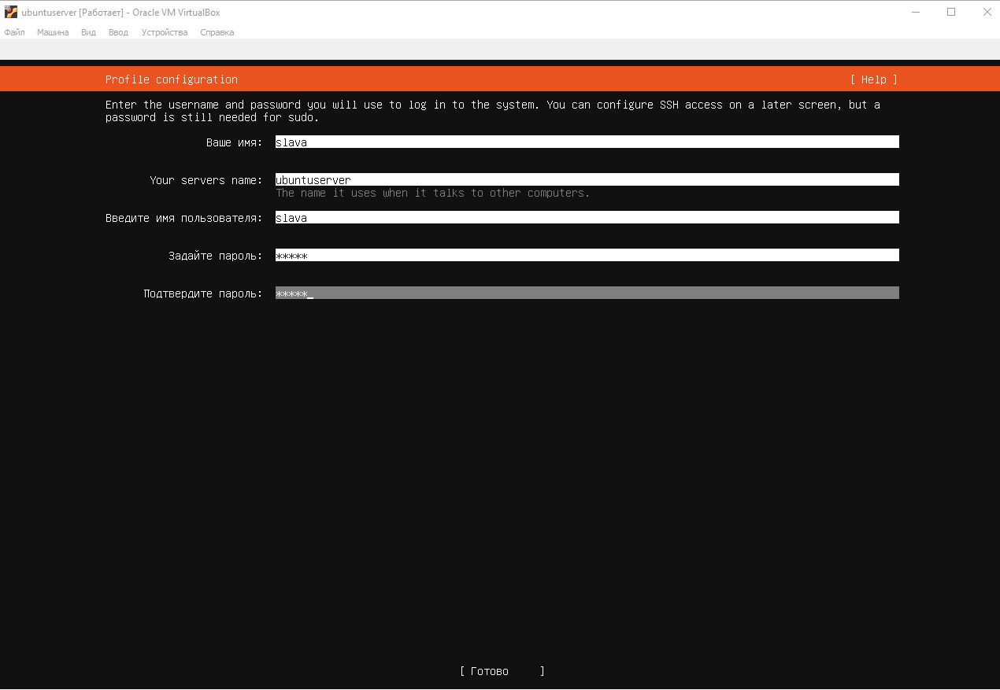 ubuntuserver [Работает] - Oracle VM VirtualBox
Файл Машина Вид Ввод Устройства Справка
Profile configuration [ Help ]
Enter the username and password you will use to log in to the system. You can configure SSH access on a later screen, but a
password is still needed for sudo.
Ваше имя: slava
Your servers name: ubuntuserver
The name it uses when it talks to other computers.
Введите имя пользователя: slava
Задайте пароль: *****
Подтвердите пароль: *****_
[ Готово ]